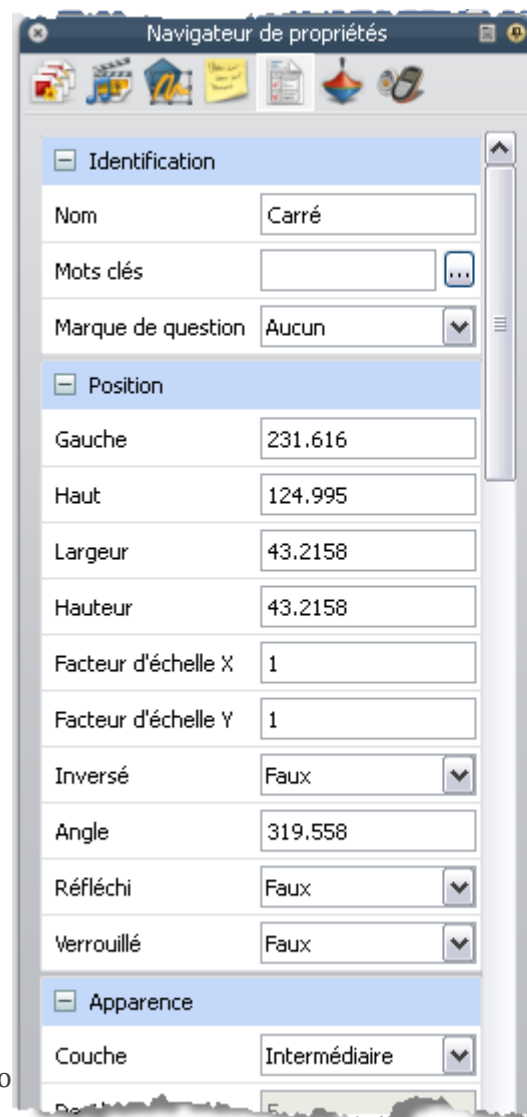 Navigateur de propriétés
Identification
Nom Carré
Mots clés ...
Marque de question Aucun
Position
Gauche 231.616
Haut 124.995
Largeur 43.2158
Hauteur 43.2158
Facteur d'échelle X 1
Facteur d'échelle Y 1
Inversé Faux
Angle 319.558
Réfléchi Faux
Verrouillé Faux
Apparence
o
Couche Intermédiaire